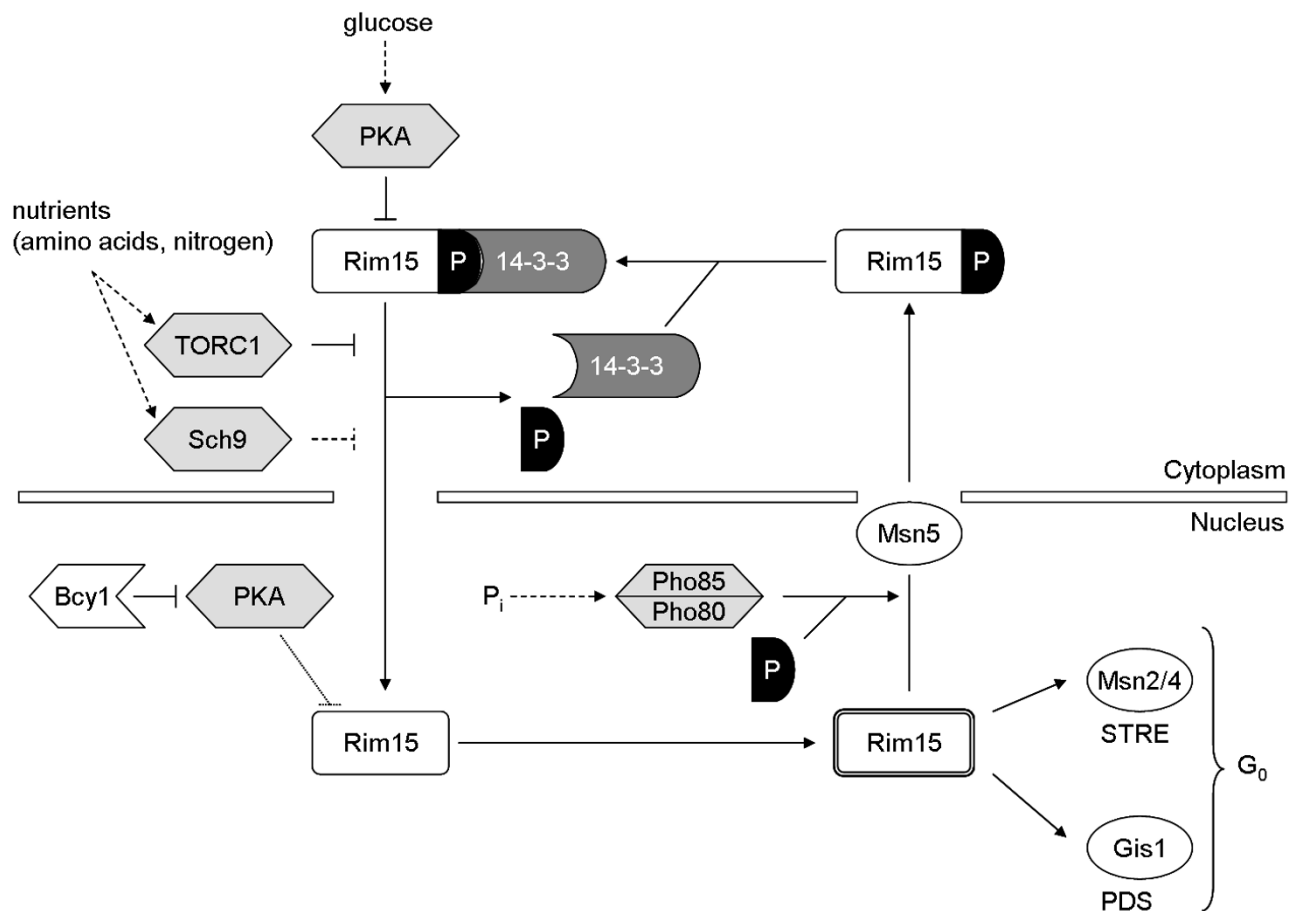 glucose
PKA
nutrients
(amino acids, nitrogen)
Rim15 P 14-3-3
Rim15 P
TORC1
14-3-3
Sch9
P
Cytoplasm
Nucleus
Msn5
Bcy1
PKA
Pi
Pho85
Pho80
P
Msn2/4
STRE
Rim15
Rim15
G0
Gis1
PDS